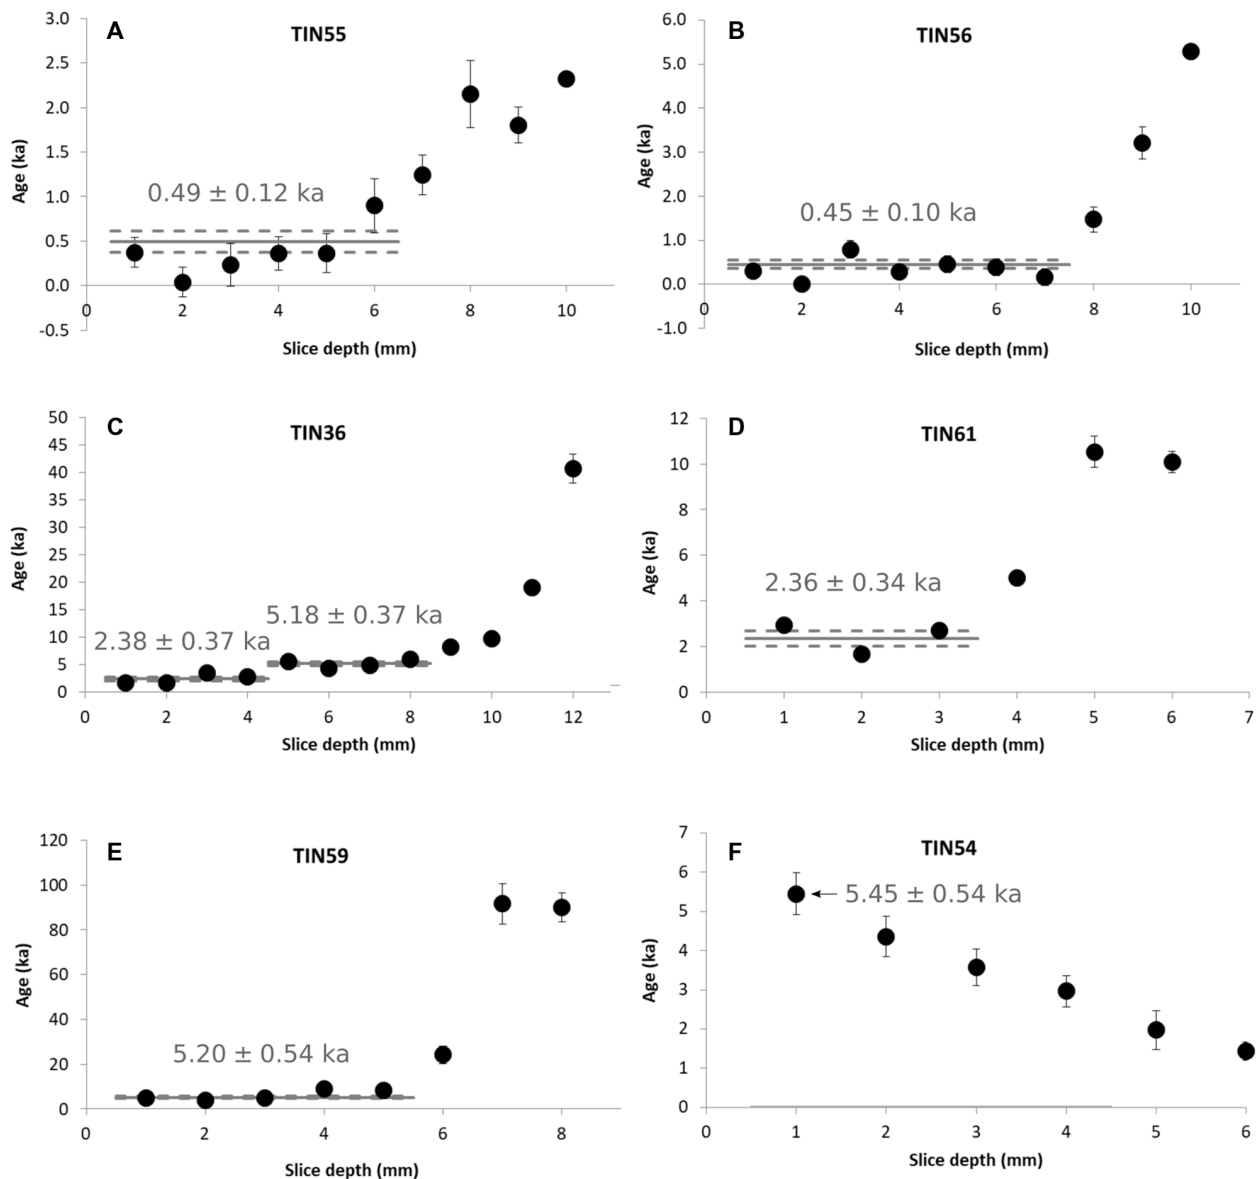 A
TIN55
3.0
2.5
2.0
1.5
1.0
0.5
0.0
-0.5
Age (ka)
0.49 ± 0.12 ka
0 2 4 6 8 10
Slice depth (mm)
B
TIN56
6.0
5.0
4.0
3.0
2.0
1.0
0.0
-1.0
Age (ka)
0.45 ± 0.10 ka
0 2 4 6 8 10
Slice depth (mm)
C
TIN36
50
45
40
35
30
25
20
15
10
5
0
Age (ka)
5.18 ± 0.37 ka
2.38 ± 0.37 ka
0 2 4 6 8 10 12
Slice depth (mm)
D
TIN61
12
10
8
6
4
2
0
Age (ka)
2.36 ± 0.34 ka
0 1 2 3 4 5 6 7
Slice depth (mm)
E
TIN59
120
100
80
60
40
20
0
Age (ka)
5.20 ± 0.54 ka
0 2 4 6 8
Slice depth (mm)
F
TIN54
7
6
5
4
3
2
1
0
Age (ka)
5.45 ± 0.54 ka
0 1 2 3 4 5 6
Slice depth (mm)